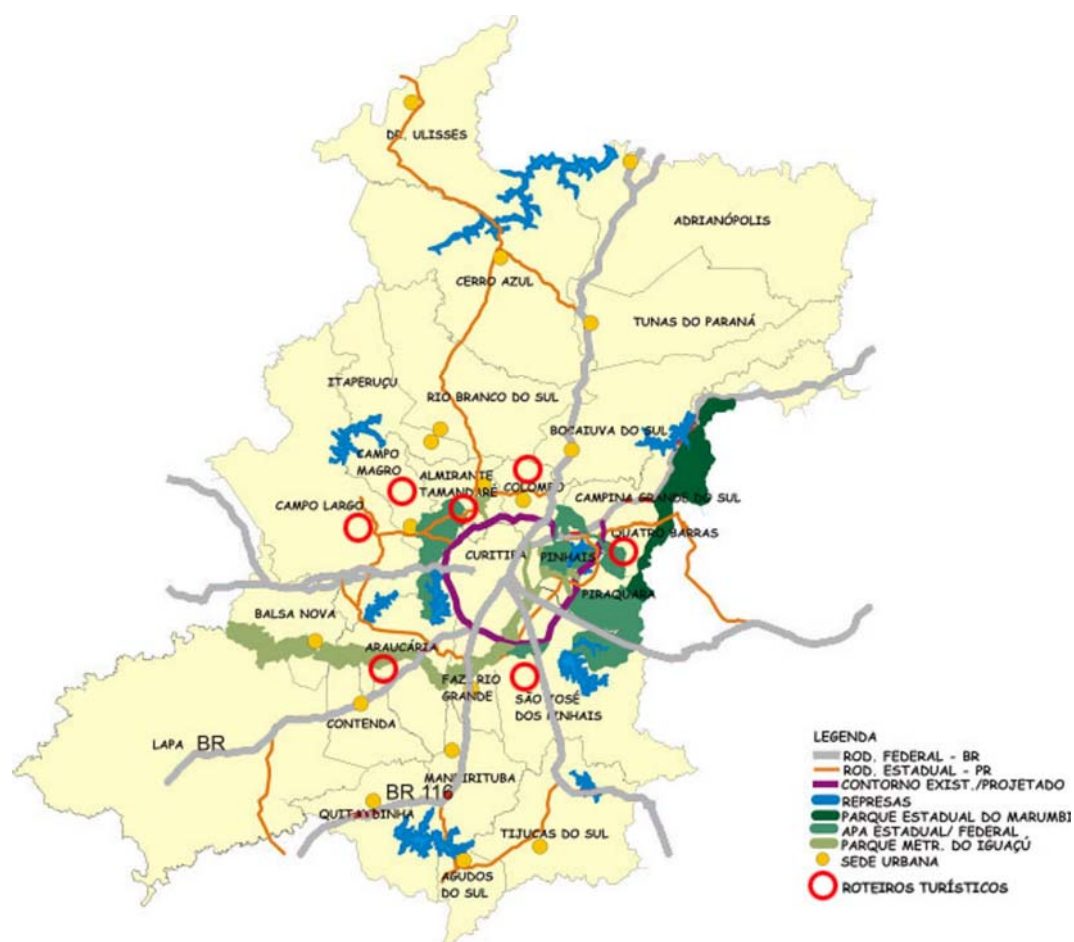 DR. ULISSES
ADRIANÓPOLIS
CERRO AZUL
TUNAS DO PARANÁ
ITAPERUÇU
RIO BRANCO DO SUL
BOCAIUVA DO SUL
CAMPO
MAGRO
ALMIRANTE
TAMANDARÉ
COLOMBO
CAMPO LARGO
CAMPINA GRANDE DO SUL
QUATRO BARRAS
CURITIBA
PINHAIS
PIRAQUARA
BALSA NOVA
ARAUCÁRIA
FAZ. RIO
GRANDE
SÃO JOSÉ
DOS PINHAIS
CONTENDA
LAPA BR
MANDIRITUBA
BR 116
QUITANDINHA
TIJUCAS DO SUL
AGUDOS
DO SUL
LEGENDA
ROD. FEDERAL - BR
ROD. ESTADUAL - PR
CONTORNO EXIST./PROJETADO
REPRESAS
PARQUE ESTADUAL DO MARUMBI
APA ESTADUAL/ FEDERAL
PARQUE METR. DO IGUAÇÚ
SEDE URBANA
ROTEIROS TURÍSTICOS